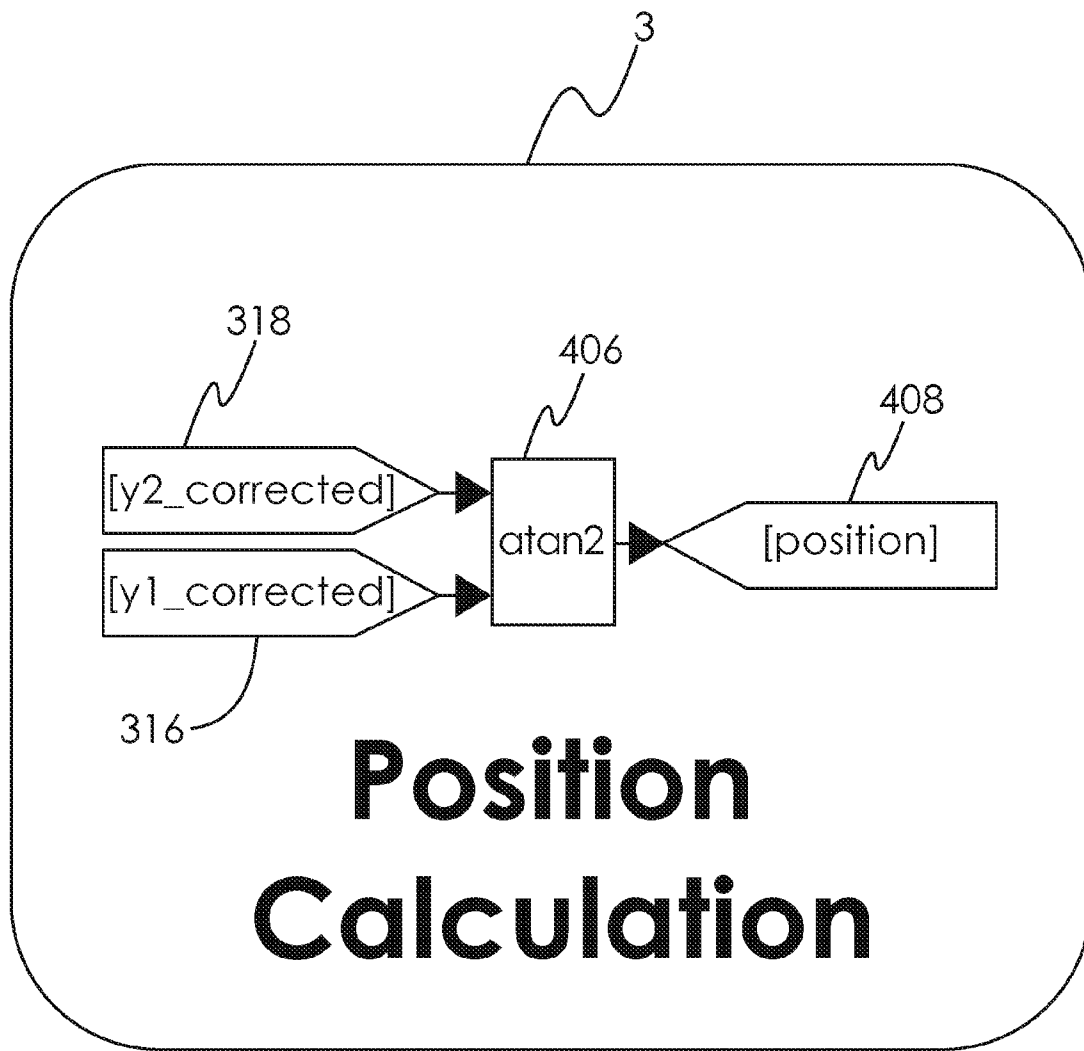 3
318
406
408
[y2_corrected]
atan2
[position]
[y1_corrected]
316
Position
Calculation